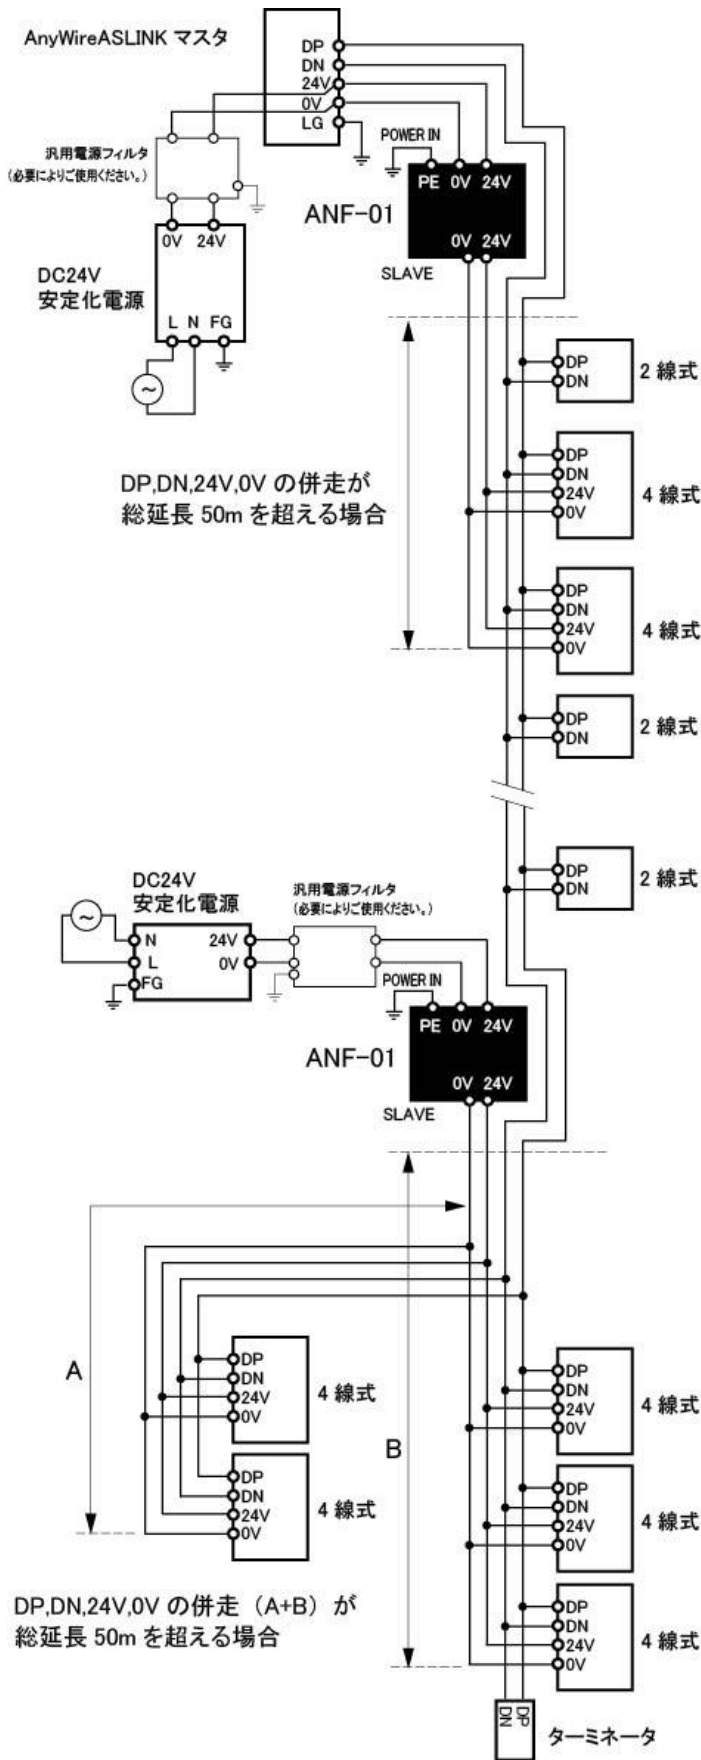 AnyWireASLINK マスタ
DP
DN
24V
0V
LG
汎用電源フィルタ
(必要によりご使用ください。)
POWER IN
PE 0V 24V
ANF-01
0V 24V
SLAVE
0V 24V
DC24V
安定化電源
L N FG
~
DP
DN
2 線式
DP,DN,24V,0V の併走が
総延長 50m を超える場合
DP
DN
24V
0V
4 線式
DP
DN
24V
0V
4 線式
DP
DN
2 線式
DP
DN
2 線式
DC24V
安定化電源
~
N
L
FG
24V
0V
汎用電源フィルタ
(必要によりご使用ください。)
POWER IN
PE 0V 24V
ANF-01
0V 24V
SLAVE
A
B
DP
DN
24V
0V
4 線式
DP
DN
24V
0V
4 線式
DP
DN
24V
0V
4 線式
DP
DN
24V
0V
4 線式
DP
DN
24V
0V
4 線式
DP,DN,24V,0V の併走（A+B）が
総延長 50m を超える場合
DN
DP
ターミネータ